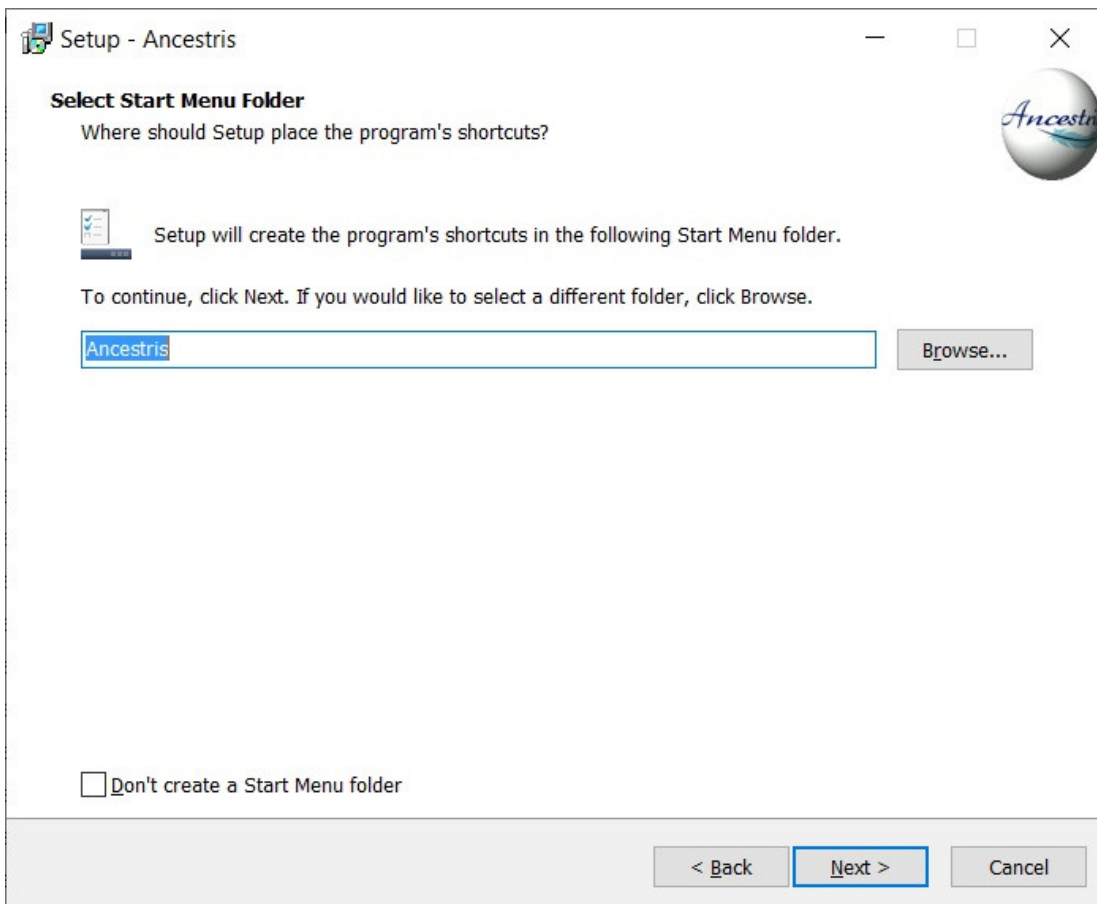 Setup - Ancestris
Select Start Menu Folder
Where should Setup place the program's shortcuts?
Ancestri
Setup will create the program's shortcuts in the following Start Menu folder.
To continue, click Next. If you would like to select a different folder, click Browse.
Ancestris
Browse...
Don't create a Start Menu folder
< Back
Next >
Cancel